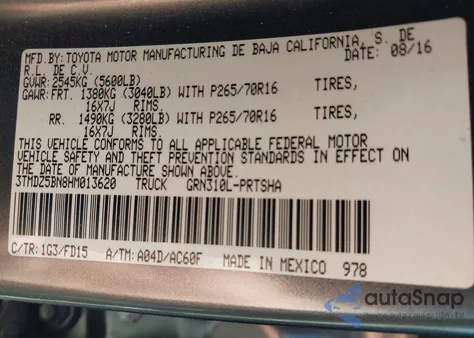 MFD.BY: TOYOTA MOTOR MANUFACTURING DE BAJA CALIFORNIA, S. DE
R.L. DE C.V. DATE: 08/16
GVWR: 2545KG (5600LB)
GAWR: FRT. 1380KG (3040LB) WITH P265/70R16 TIRES,
16X7J RIMS,
RR. 1490KG (3280LB) WITH P265/70R16 TIRES,
16X7J RIMS.
THIS VEHICLE CONFORMS TO ALL APPLICABLE FEDERAL MOTOR
VEHICLE SAFETY AND THEFT PREVENTION STANDARDS IN EFFECT ON
THE DATE OF MANUFACTURE SHOWN ABOVE.
3TMDZ5BN8HM013620 TRUCK GRN310L-PRTSHA
C/TR: 1G3/FD15 A/TM: A04D/AC60F MADE IN MEXICO 978
autoSnap